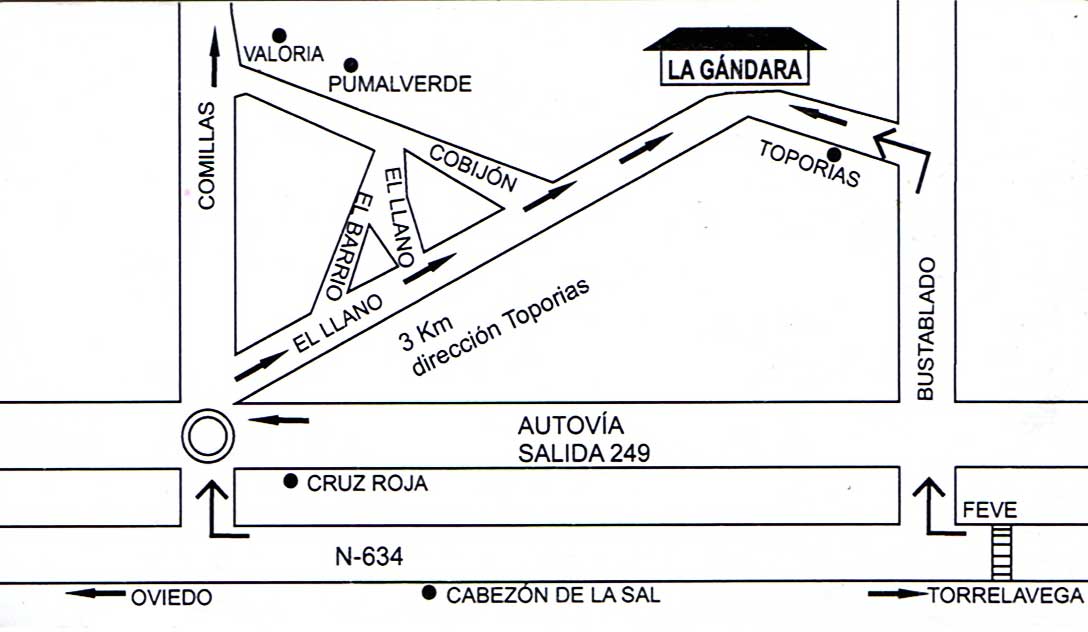 VALORIA
PUMALVERDE
LA GÁNDARA
COMILLAS
COBIJÓN
TOPORIAS
EL LLANO
EL BARRIO
EL LLANO
3 Km
dirección Toporias
BUSTABLADO
AUTOVÍA
SALIDA 249
CRUZ ROJA
FEVE
N-634
OVIEDO
CABEZÓN DE LA SAL
TORRELAVEGA